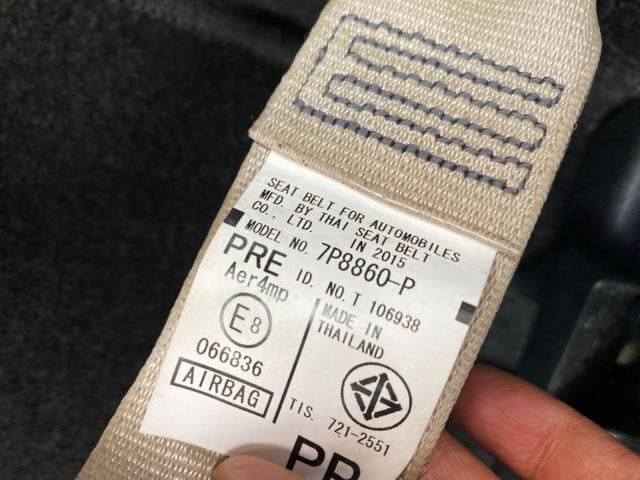 SEAT BELT FOR AUTOMOBILES
MFD. BY THAI SEAT BELT
CO., LTD. IN 2015
MODEL NO. 7P8860-P
PRE ID. NO. T 106938
Aer4mp
MADE IN
THAILAND
E8
066836
AIRBAG
TIS. 721-2551